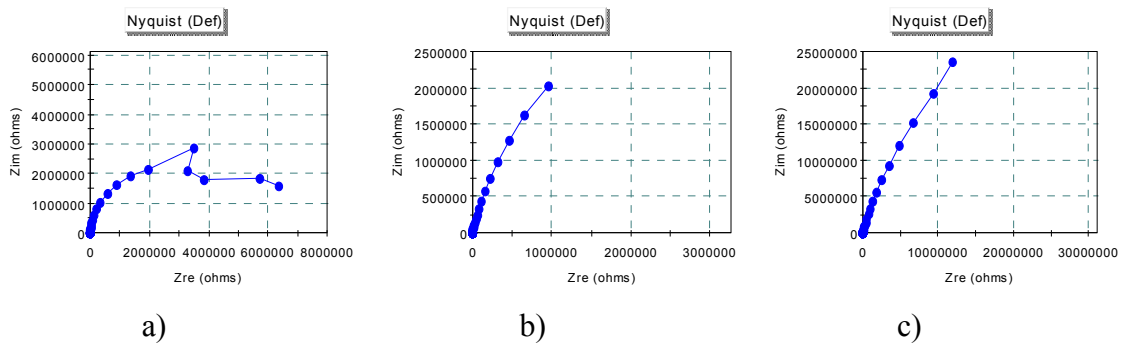 Nyquist (Def)
6000000
5000000
4000000
3000000
2000000
1000000
0
Zim (ohms)
0 2000000 4000000 6000000 8000000
Zre (ohms)
a)
Nyquist (Def)
2500000
2000000
1500000
1000000
500000
0
Zim (ohms)
0 1000000 2000000 3000000
Zre (ohms)
b)
Nyquist (Def)
25000000
20000000
15000000
10000000
5000000
0
Zim (ohms)
0 10000000 20000000 30000000
Zre (ohms)
c)